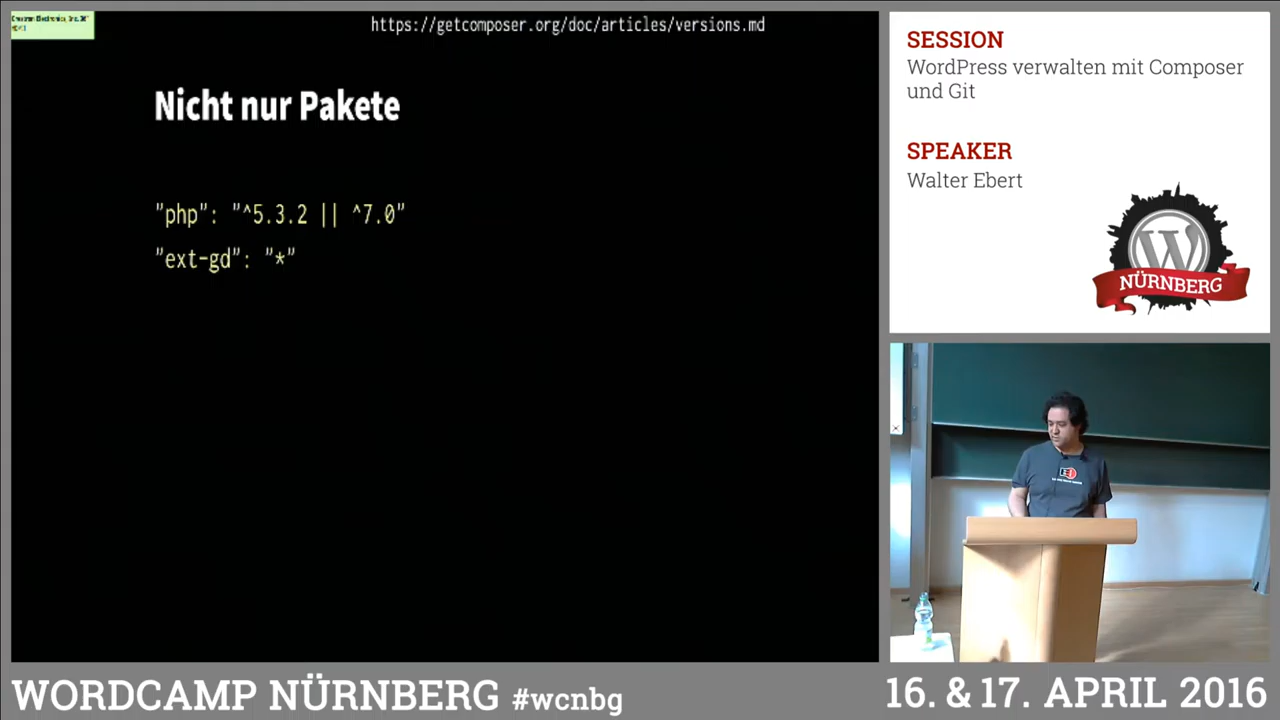 https://getcomposer.org/doc/articles/versions.md
Nicht nur Pakete
"php": "^5.3.2 || ^7.0"
"ext-gd": "*"
SESSION
WordPress verwalten mit Composer
und Git
SPEAKER
Walter Ebert
NÜRNBERG
WORDCAMP NÜRNBERG #wcnbg
16. & 17. APRIL 2016